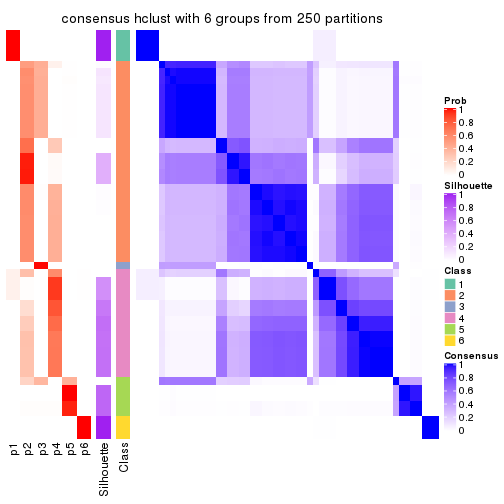 consensus hclust with 6 groups from 250 partitions
Prob
1
0.8
0.6
0.4
0.2
0
Silhouette
1
0.8
0.6
0.4
0.2
0
Class
1
2
3
4
5
6
Consensus
1
0.8
0.6
0.4
0.2
0
p1
p2
p3
p4
p5
p6
Silhouette
Class